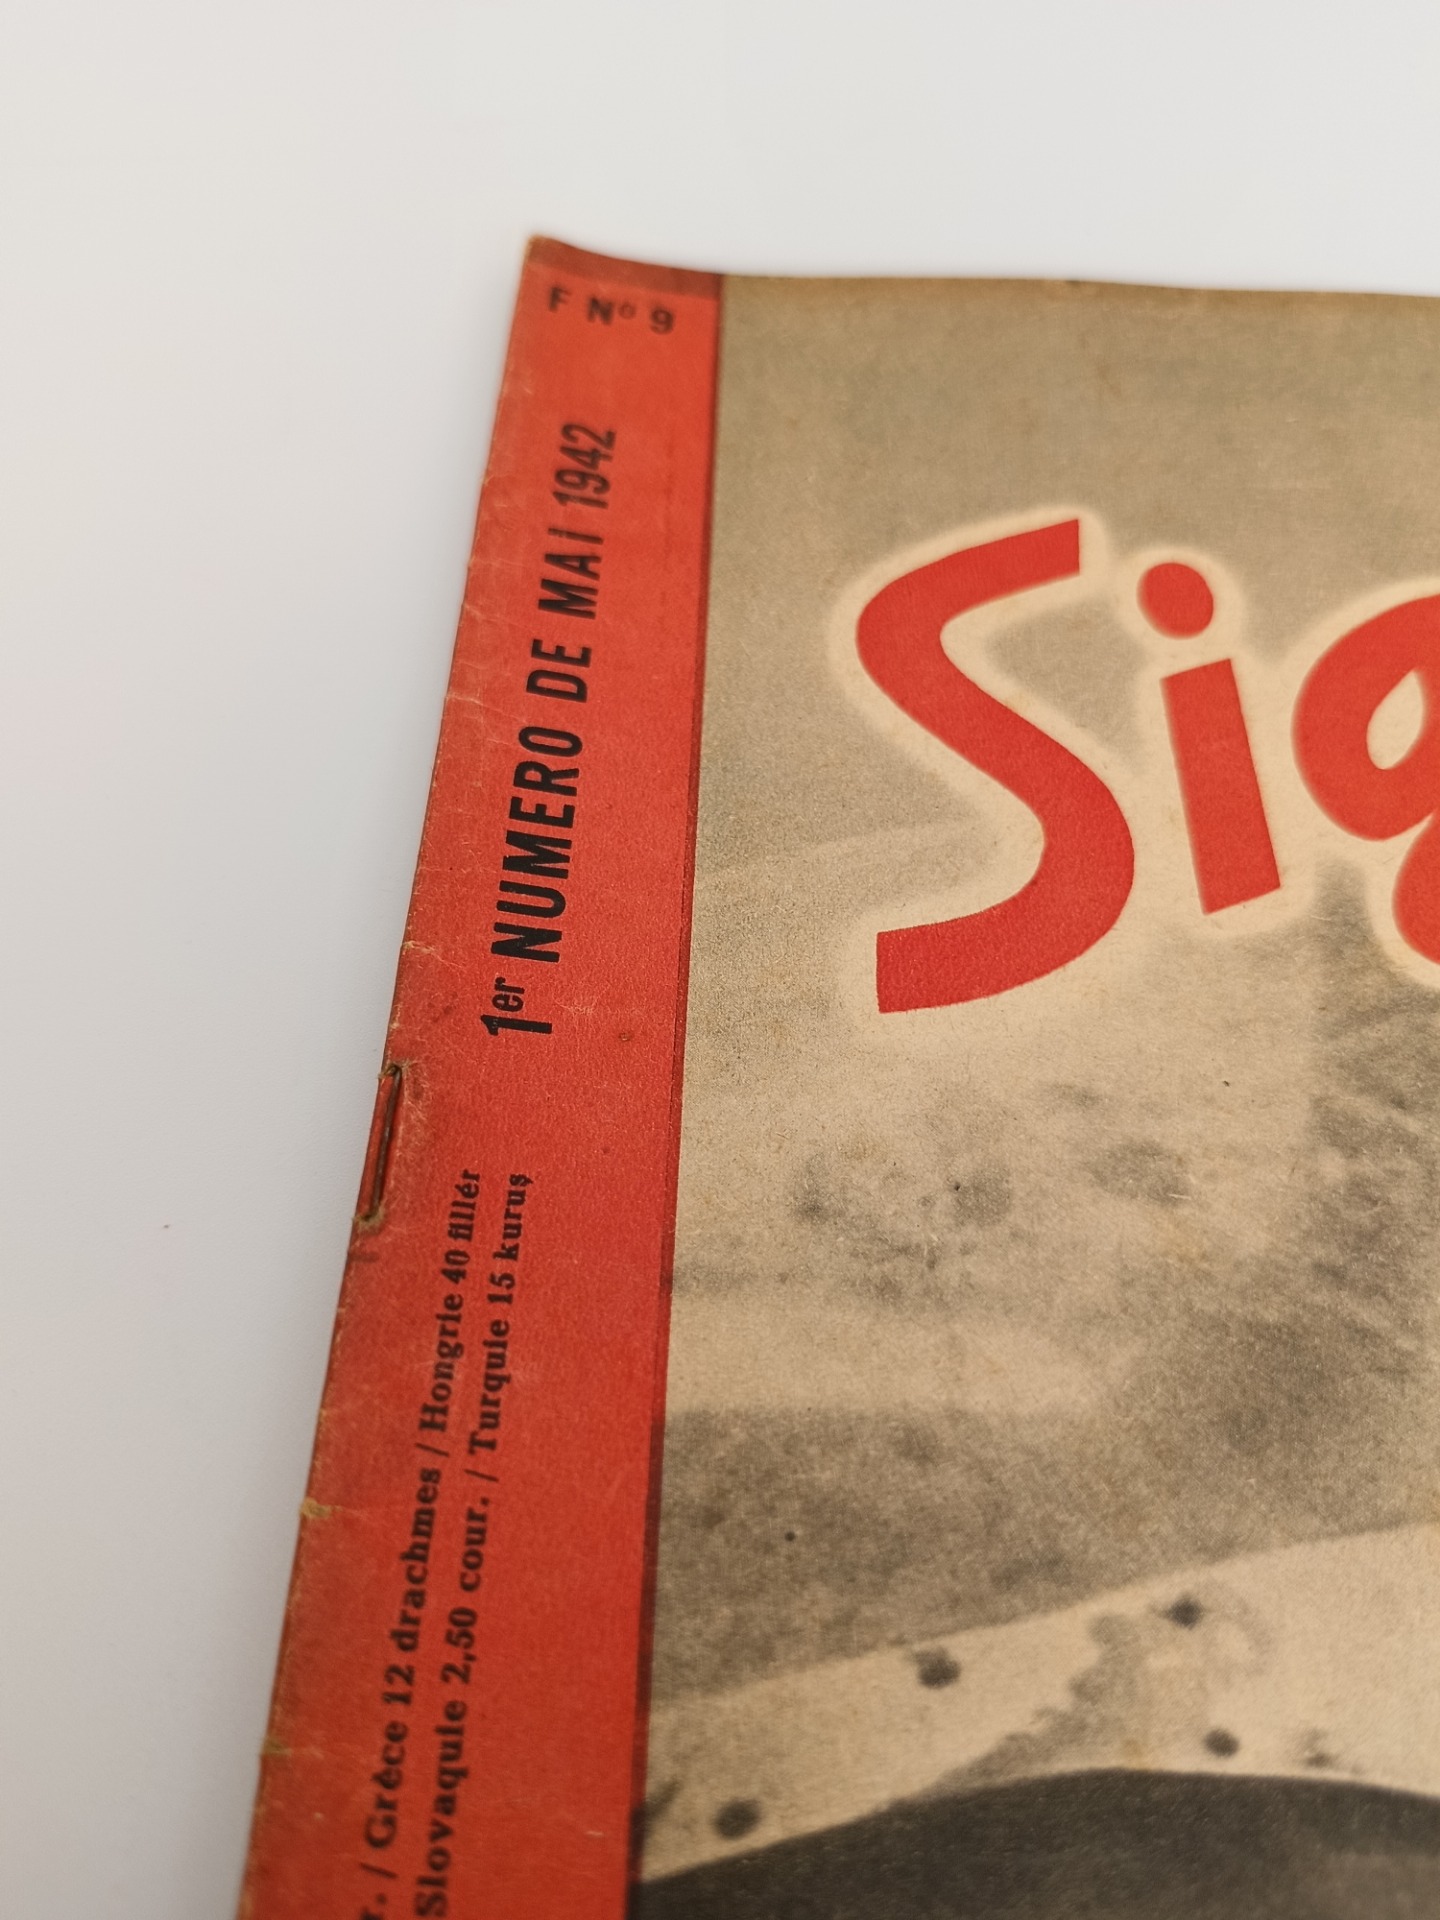 F Nº 9
1er NUMERO DE MAI 1942
Sig
/ Grèce 12 drachmes / Hongrie 40 fillér
Slovaquie 2,50 cour. / Turquie 15 kuruş